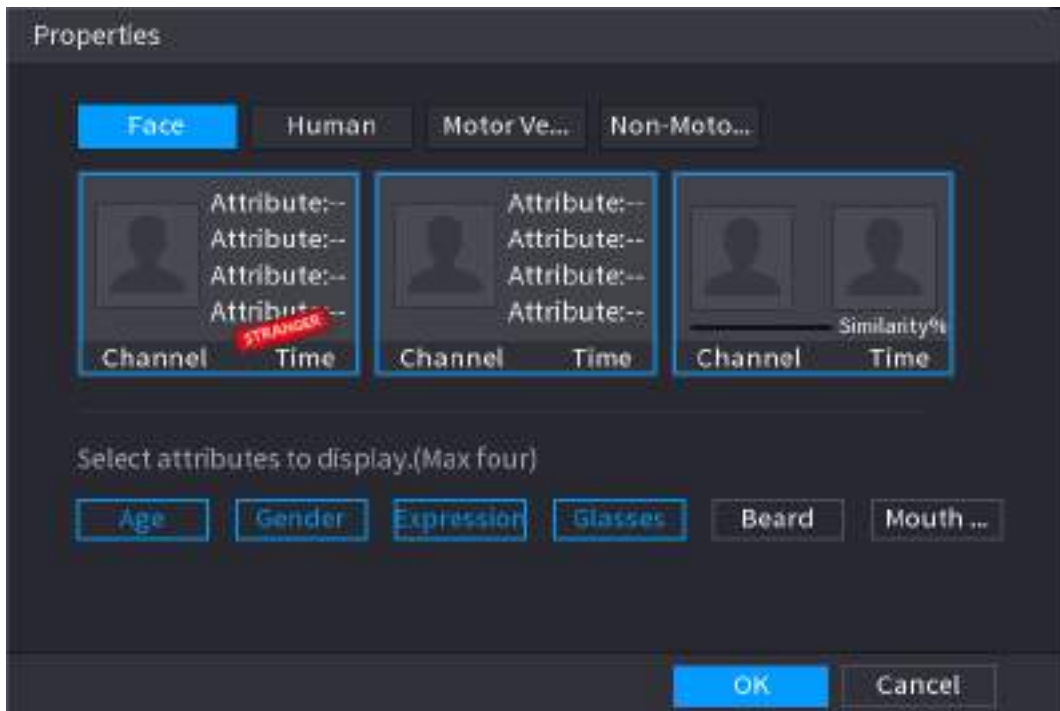 Properties
Face Human Motor Ve... Non-Moto...
Attribute:-- Attribute:--
Attribute:-- Attribute:--
Attribute:-- Attribute:--
Attribute:-- Attribute:--
STRANGER Similarity%
Channel Time Channel Time Channel Time
Select attributes to display.(Max four)
Age Gender Expression Glasses Beard Mouth ...
OK Cancel